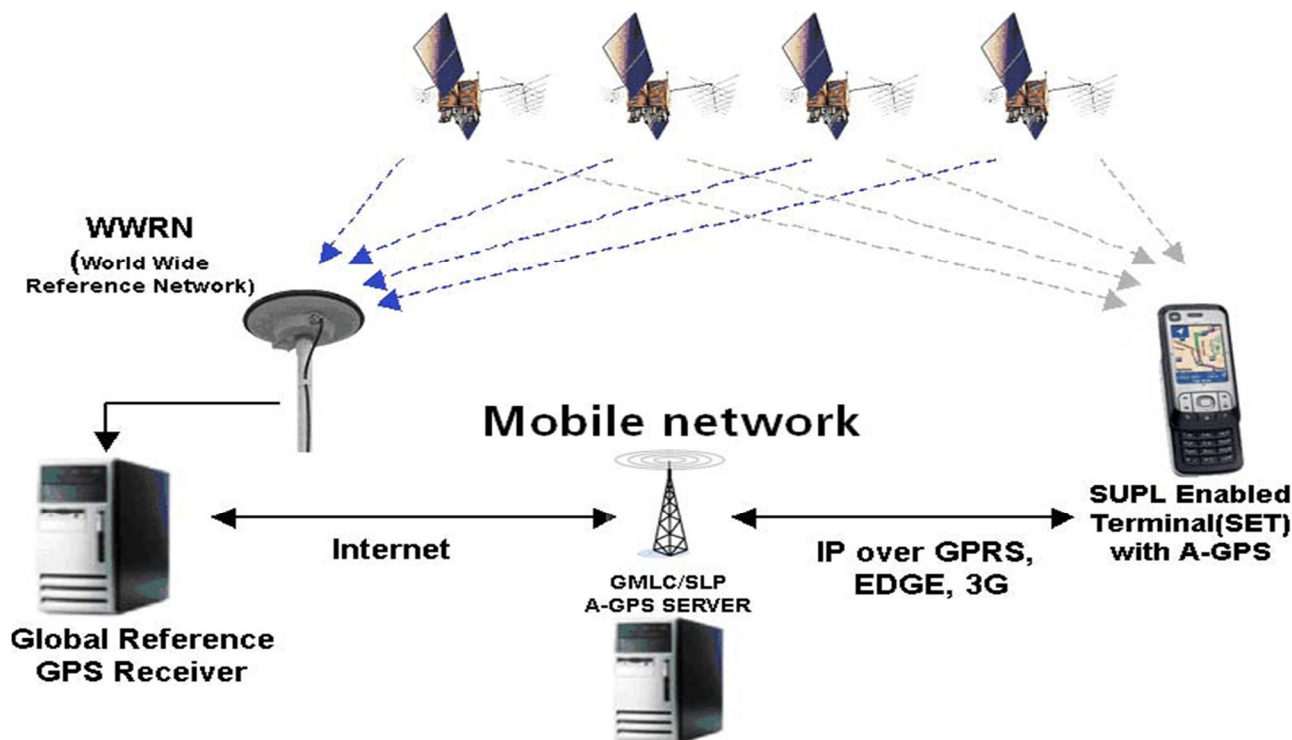 WWRN
(World Wide
Reference Network)
Mobile network
Internet
GMLC/SLP
A-GPS SERVER
IP over GPRS,
EDGE, 3G
SUPL Enabled
Terminal(SET)
with A-GPS
Global Reference
GPS Receiver